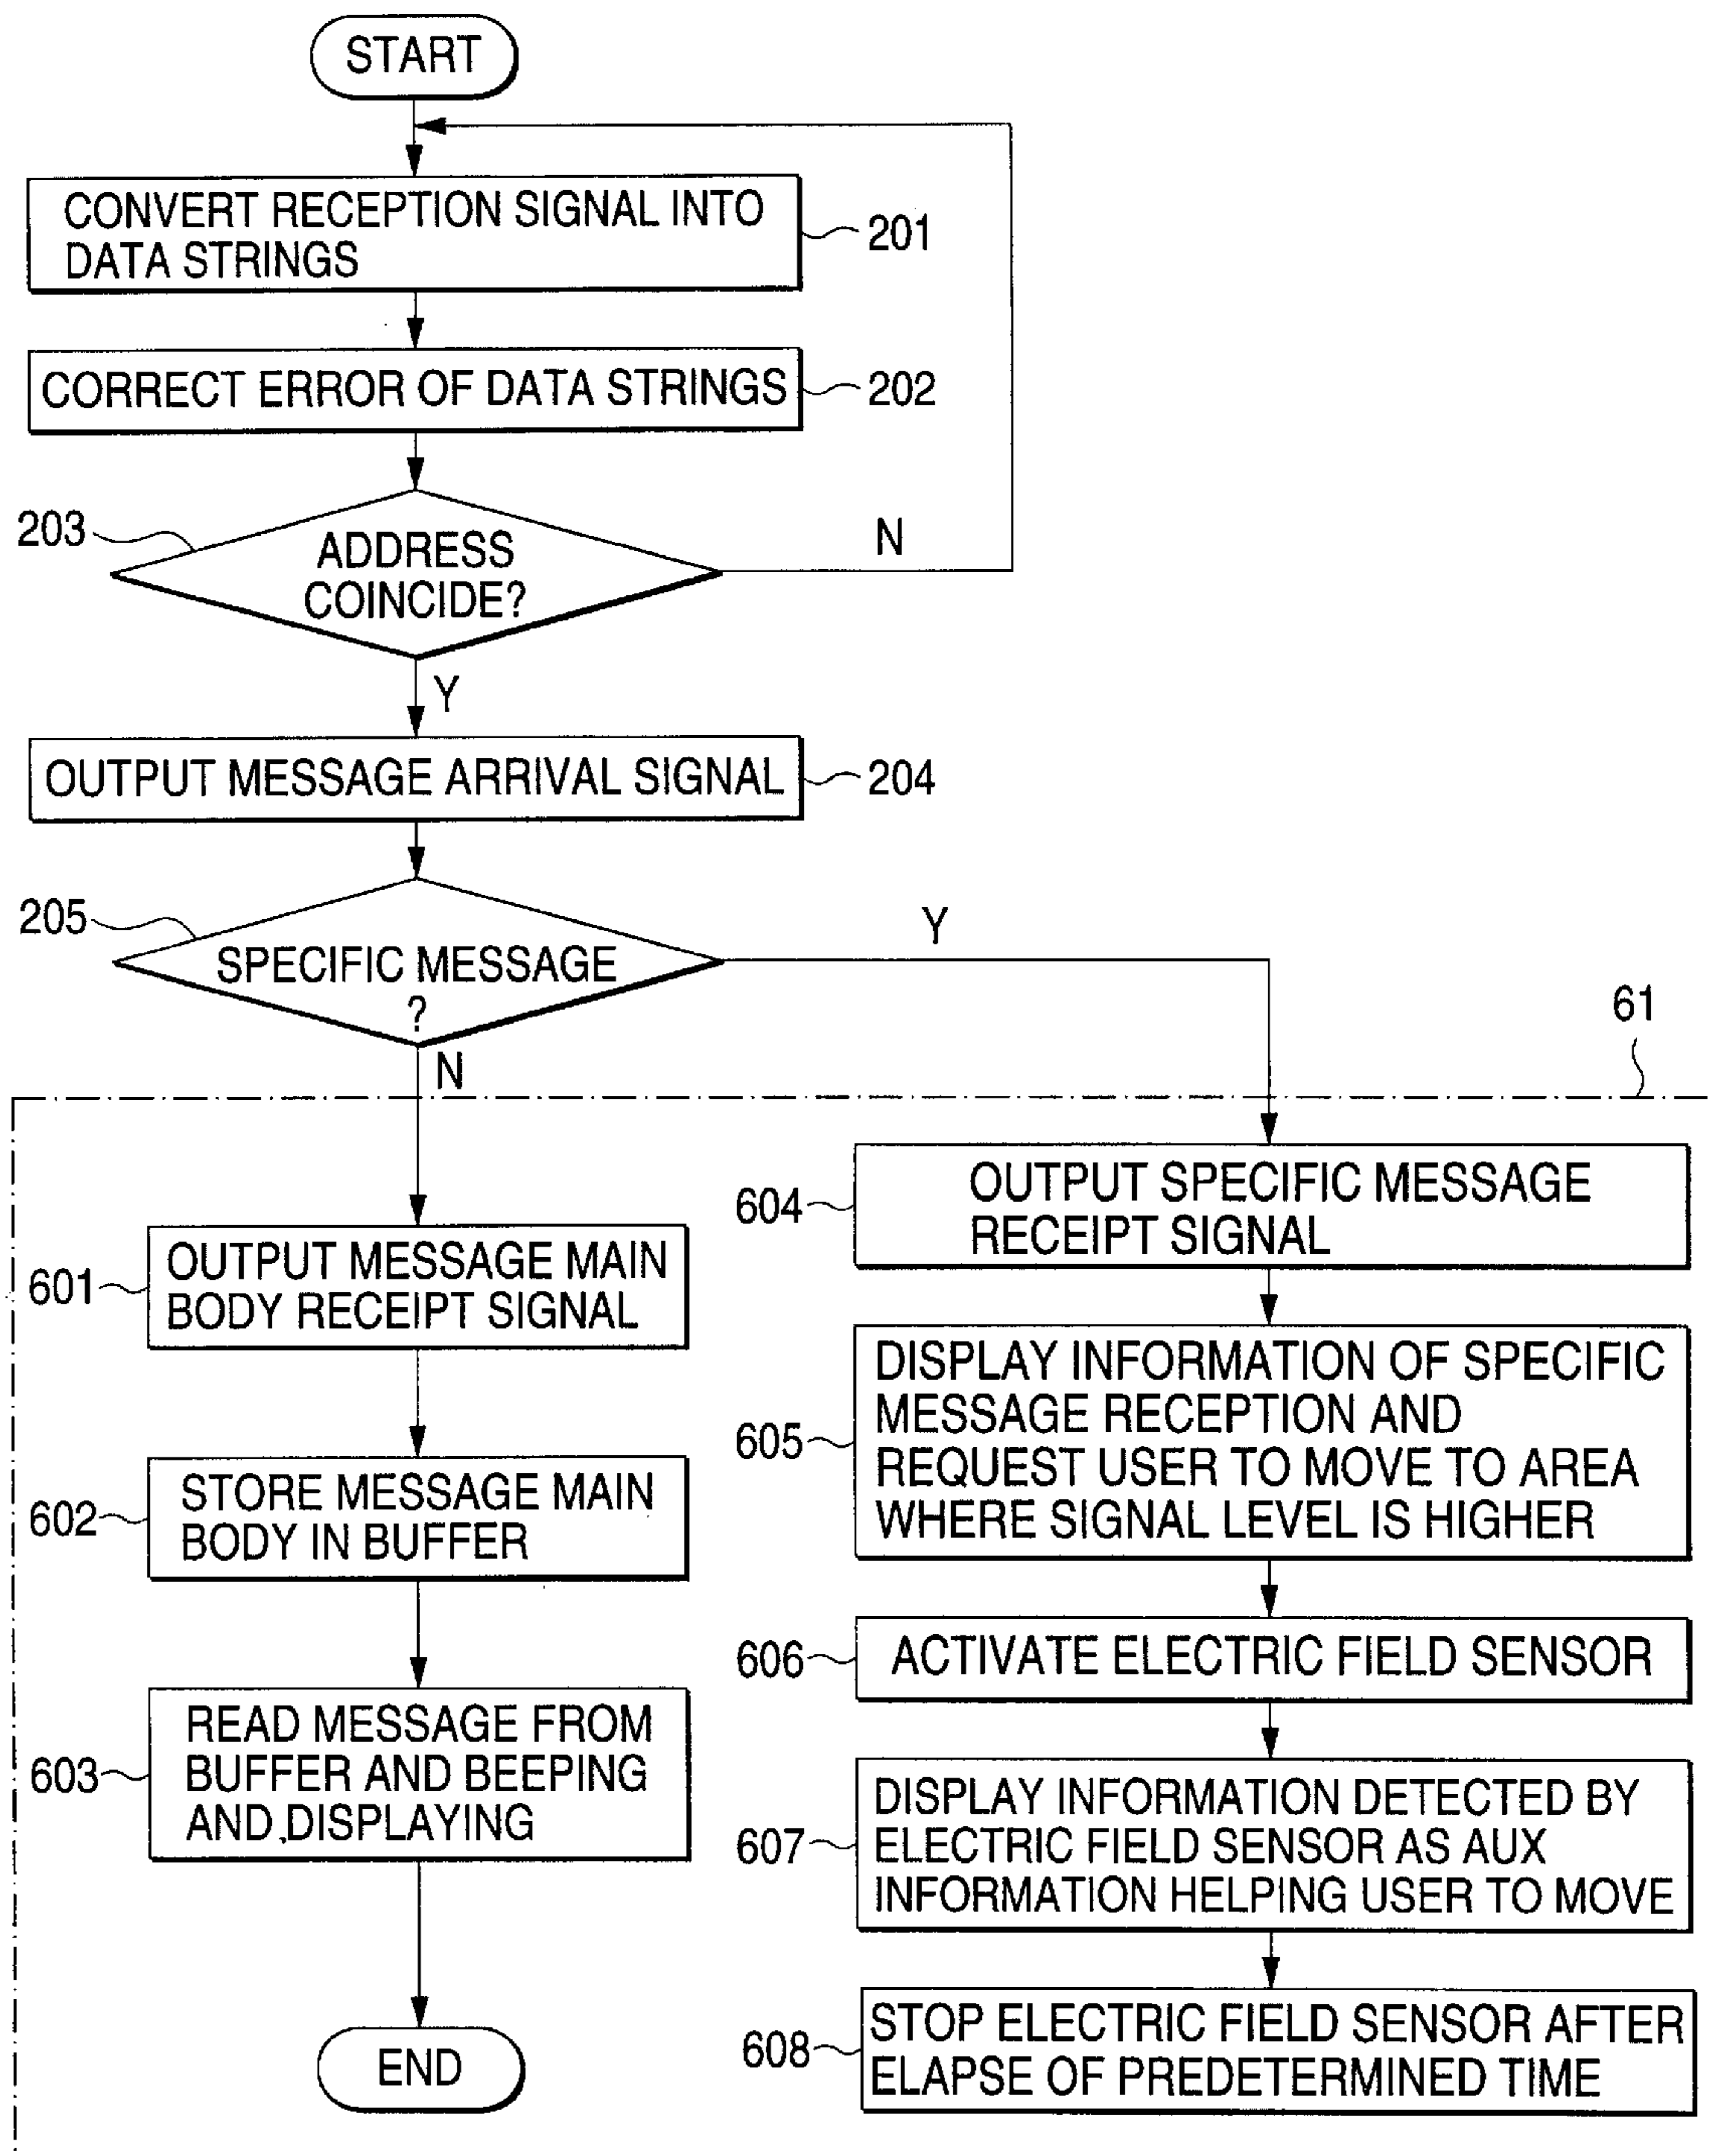 START
CONVERT RECEPTION SIGNAL INTO
DATA STRINGS
201
CORRECT ERROR OF DATA STRINGS
202
203
ADDRESS
COINCIDE?
N
Y
OUTPUT MESSAGE ARRIVAL SIGNAL
204
205
SPECIFIC MESSAGE
?
Y
N
61
601
OUTPUT MESSAGE MAIN
BODY RECEIPT SIGNAL
602
STORE MESSAGE MAIN
BODY IN BUFFER
603
READ MESSAGE FROM
BUFFER AND BEEPING
AND DISPLAYING
END
604
OUTPUT SPECIFIC MESSAGE
RECEIPT SIGNAL
605
DISPLAY INFORMATION OF SPECIFIC
MESSAGE RECEPTION AND
REQUEST USER TO MOVE TO AREA
WHERE SIGNAL LEVEL IS HIGHER
606
ACTIVATE ELECTRIC FIELD SENSOR
607
DISPLAY INFORMATION DETECTED BY
ELECTRIC FIELD SENSOR AS AUX
INFORMATION HELPING USER TO MOVE
608
STOP ELECTRIC FIELD SENSOR AFTER
ELAPSE OF PREDETERMINED TIME